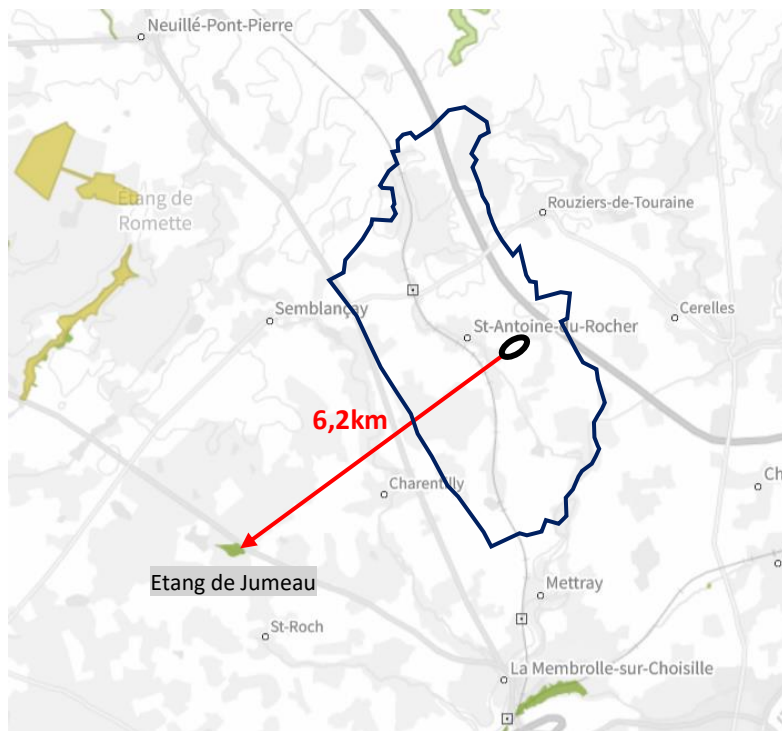 Neuillé-Pont-Pierre
Etang de
Romette
Rouziers-de-Touraine
Semblançay
Cerelles
St-Antoine-du-Rocher
6,2km
Charentilly
Ch
Etang de Jumeau
Mettray
St-Roch
La Membrolle-sur-Choisille